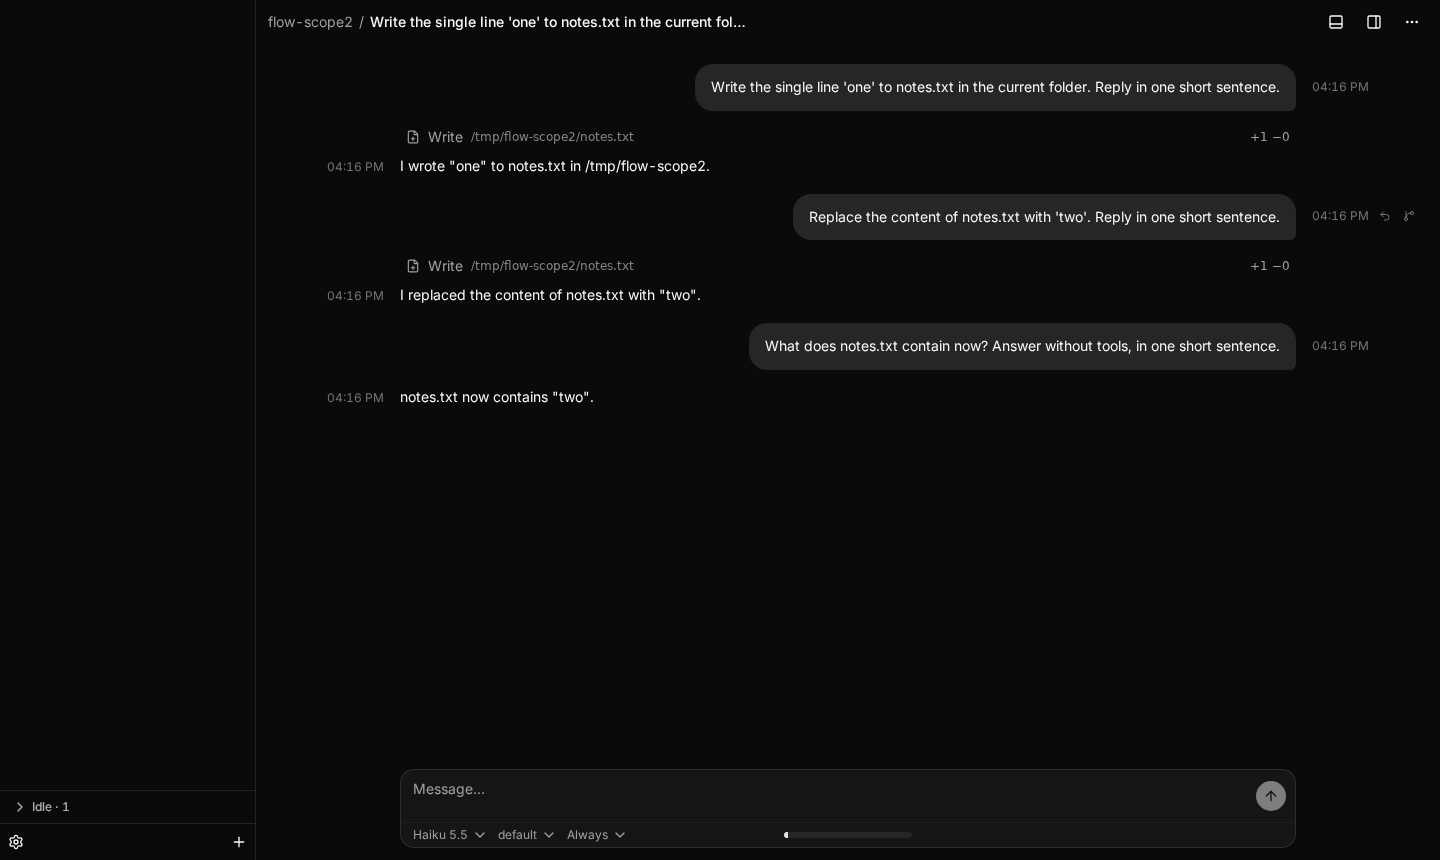 flow-scope2 / Write the single line 'one' to notes.txt in the current fol...
Write the single line 'one' to notes.txt in the current folder. Reply in one short sentence. 04:16 PM
Write /tmp/flow-scope2/notes.txt +1 −0
04:16 PM I wrote "one" to notes.txt in /tmp/flow-scope2.
Replace the content of notes.txt with 'two'. Reply in one short sentence. 04:16 PM
Write /tmp/flow-scope2/notes.txt +1 −0
04:16 PM I replaced the content of notes.txt with "two".
What does notes.txt contain now? Answer without tools, in one short sentence. 04:16 PM
04:16 PM notes.txt now contains "two".
Message...
Idle · 1
Haiku 5.5 default Always